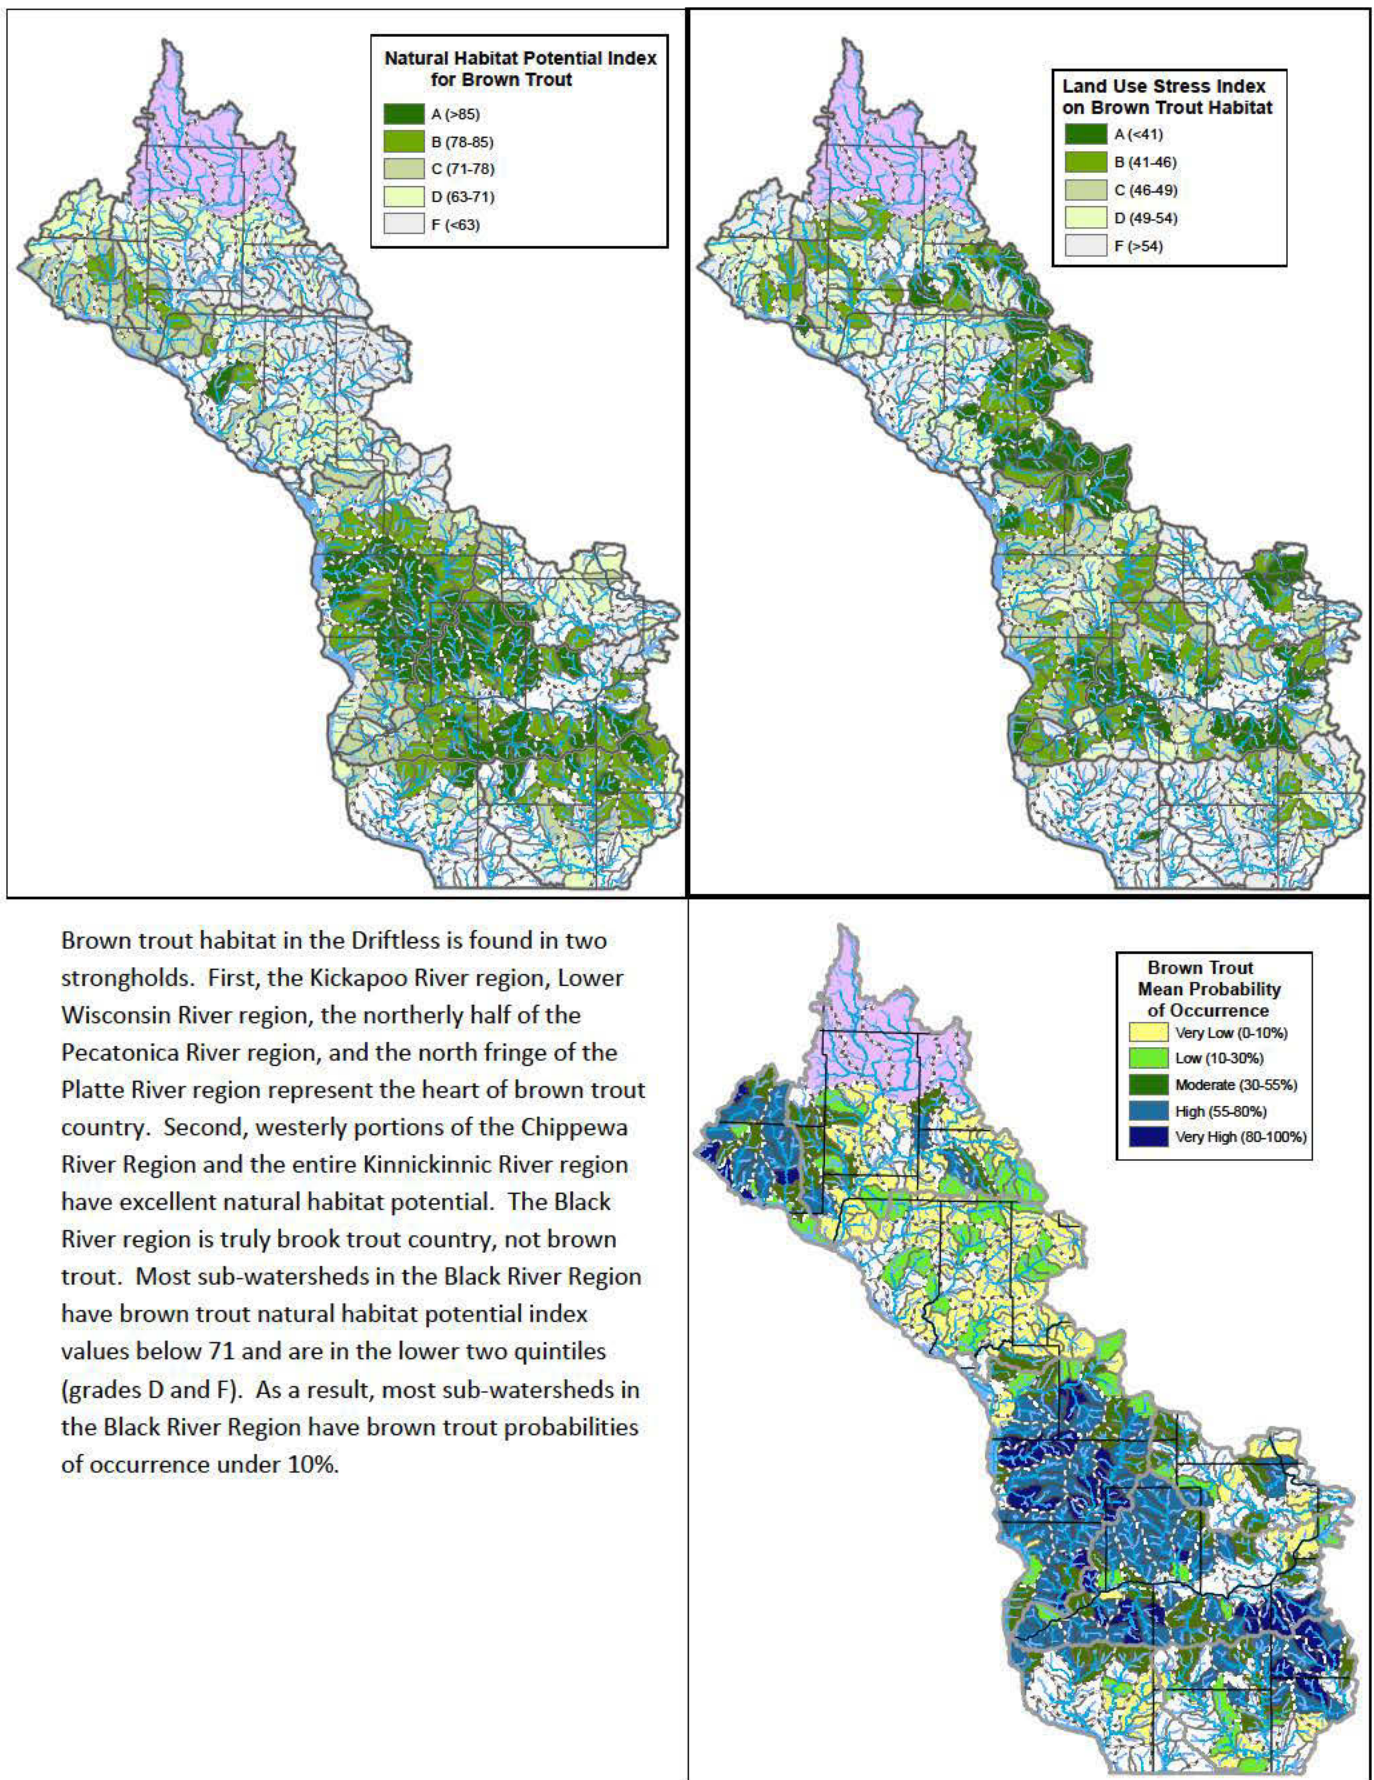 Natural Habitat Potential Index
for Brown Trout
A (>85)
B (78-85)
C (71-78)
D (63-71)
F (<63)
Land Use Stress Index
on Brown Trout Habitat
A (<41)
B (41-46)
C (46-49)
D (49-54)
F (>54)
Brown trout habitat in the Driftless is found in two
strongholds. First, the Kickapoo River region, Lower
Wisconsin River region, the northerly half of the
Pecatonica River region, and the north fringe of the
Platte River region represent the heart of brown trout
country. Second, westerly portions of the Chippewa
River Region and the entire Kinnickinnic River region
have excellent natural habitat potential. The Black
River region is truly brook trout country, not brown
trout. Most sub-watersheds in the Black River Region
have brown trout natural habitat potential index
values below 71 and are in the lower two quintiles
(grades D and F). As a result, most sub-watersheds in
the Black River Region have brown trout probabilities
of occurrence under 10%.
Brown Trout
Mean Probability
of Occurrence
Very Low (0-10%)
Low (10-30%)
Moderate (30-55%)
High (55-80%)
Very High (80-100%)